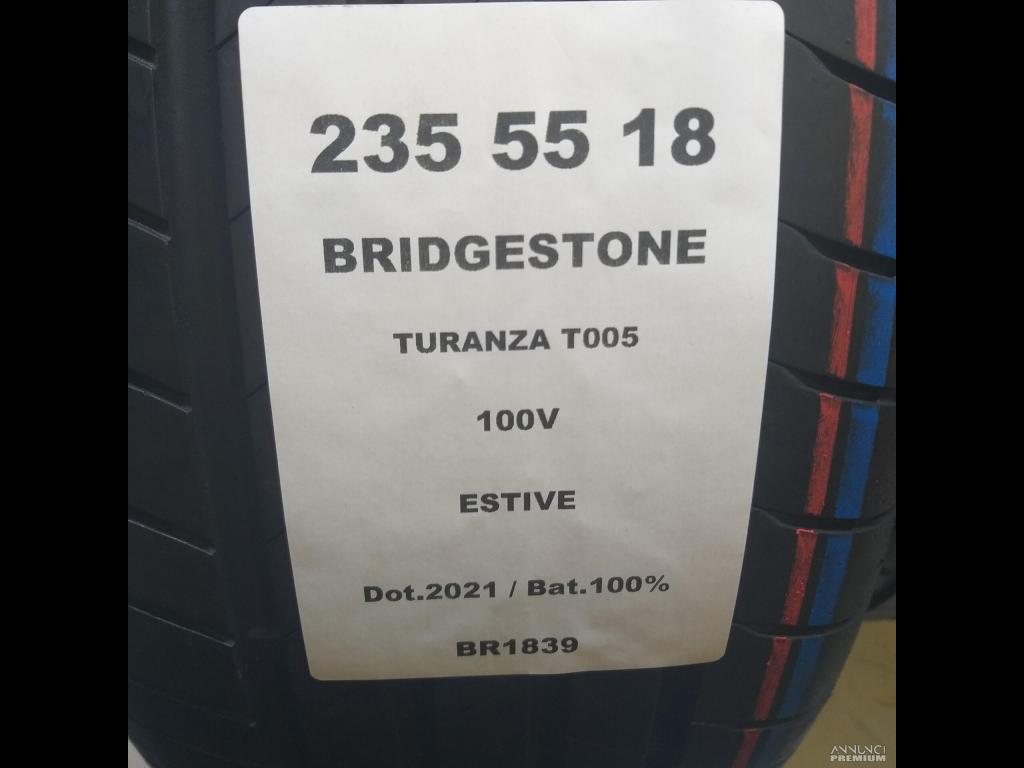 235 55 18
BRIDGESTONE
TURANZA T005
100V
ESTIVE
Dot.2021 / Bat.100%
BR1839
ANNUNCI
PREMIUM